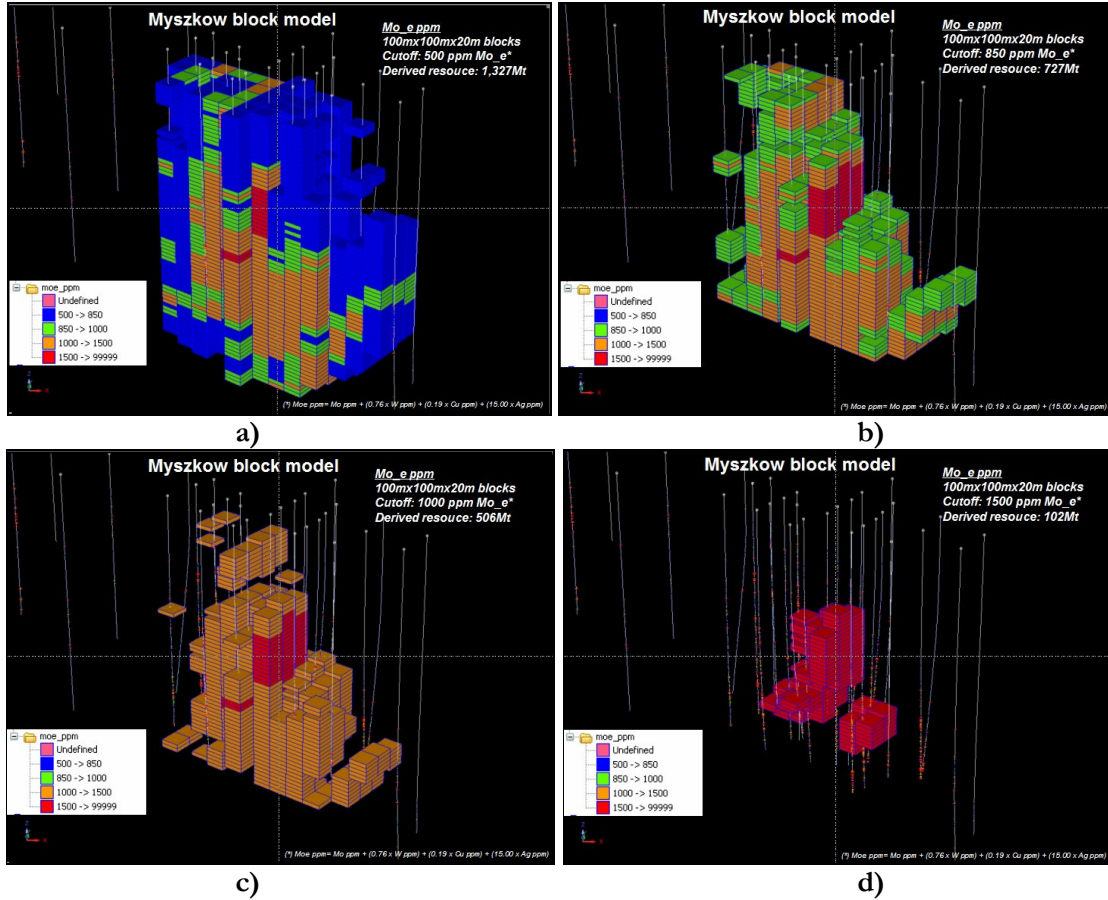 Myszkow block model
Mo_e ppm
100mx100mx20m blocks
Cutoff: 500 ppm Mo_e*
Derived resouce: 1,327Mt
moe_ppm
Undefined
500 -> 850
850 -> 1000
1000 -> 1500
1500 -> 99999
Z
X
(*) Moe ppm= Mo ppm + (0.76 x W ppm) + (0.19 x Cu ppm) + (15.00 x Ag ppm)
a)
Myszkow block model
Mo_e ppm
100mx100mx20m blocks
Cutoff: 850 ppm Mo_e*
Derived resouce: 727Mt
moe_ppm
Undefined
500 -> 850
850 -> 1000
1000 -> 1500
1500 -> 99999
Z
X
(*) Moe ppm= Mo ppm + (0.76 x W ppm) + (0.19 x Cu ppm) + (15.00 x Ag ppm)
b)
Myszkow block model
Mo_e ppm
100mx100mx20m blocks
Cutoff: 1000 ppm Mo_e*
Derived resouce: 506Mt
moe_ppm
Undefined
500 -> 850
850 -> 1000
1000 -> 1500
1500 -> 99999
Z
X
(*) Moe ppm= Mo ppm + (0.76 x W ppm) + (0.19 x Cu ppm) + (15.00 x Ag ppm)
c)
Myszkow block model
Mo_e ppm
100mx100mx20m blocks
Cutoff: 1500 ppm Mo_e*
Derived resouce: 102Mt
moe_ppm
Undefined
500 -> 850
850 -> 1000
1000 -> 1500
1500 -> 99999
Z
X
(*) Moe ppm= Mo ppm + (0.76 x W ppm) + (0.19 x Cu ppm) + (15.00 x Ag ppm)
d)